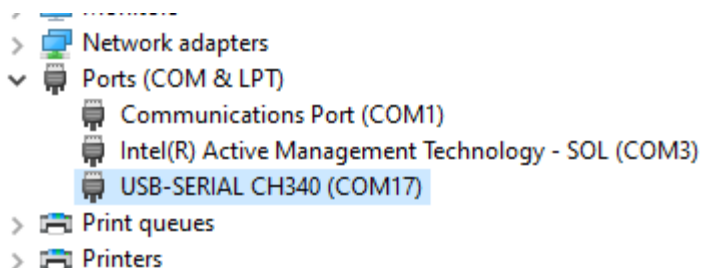 Network adapters
Ports (COM & LPT)
Communications Port (COM1)
Intel(R) Active Management Technology - SOL (COM3)
USB-SERIAL CH340 (COM17)
Print queues
Printers